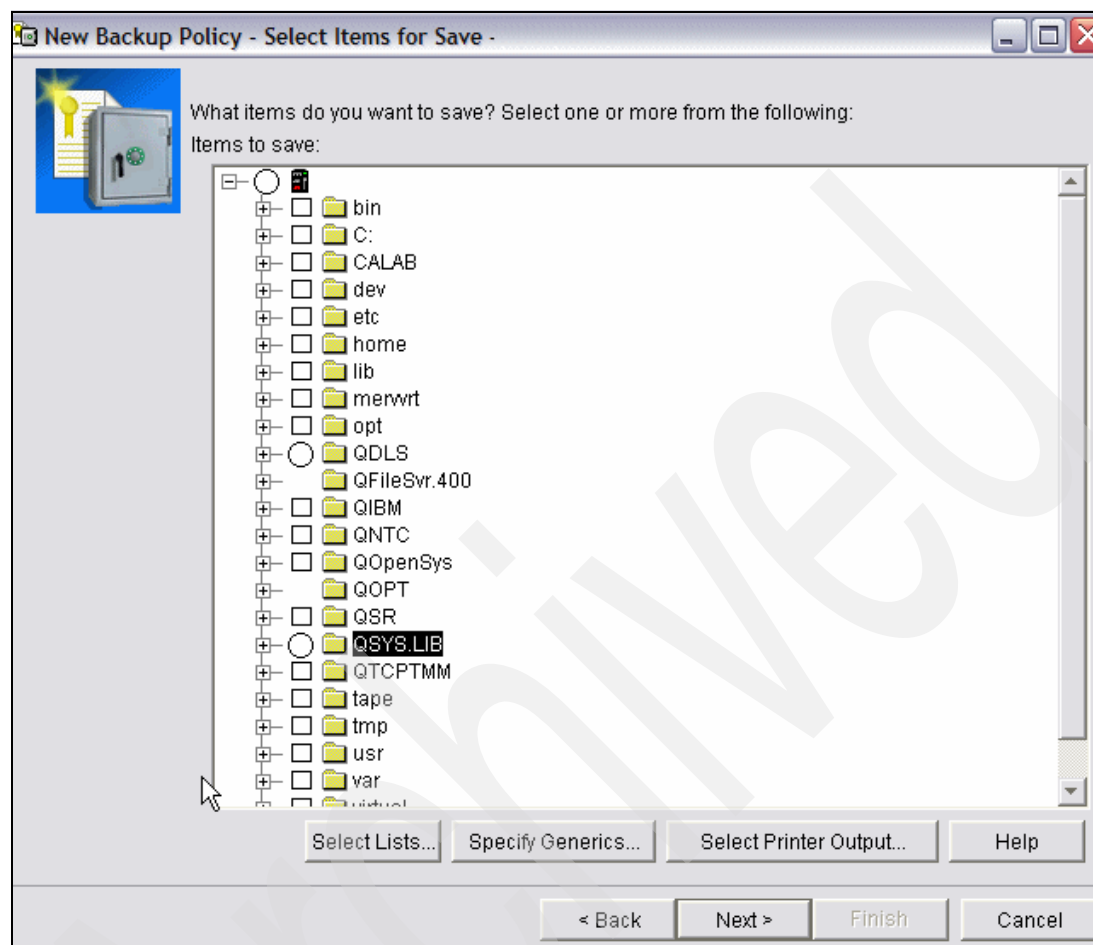 New Backup Policy - Select Items for Save -
What items do you want to save? Select one or more from the following:
Items to save:
bin
C:
CALAB
dev
etc
home
lib
merwrt
opt
QDLS
QFileSvr.400
QIBM
QNTC
QOpenSys
QOPT
QSR
QSYS.LIB
QTCPTMM
tape
tmp
usr
var
virtual
Select Lists... Specify Generics... Select Printer Output... Help
< Back Next > Finish Cancel